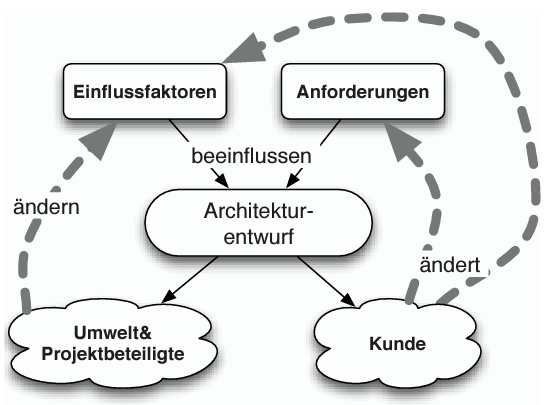 Einflussfaktoren
Anforderungen
beeinflussen
ändern
Architektur-
entwurf
ändert
Umwelt&
Projektbeteiligte
Kunde